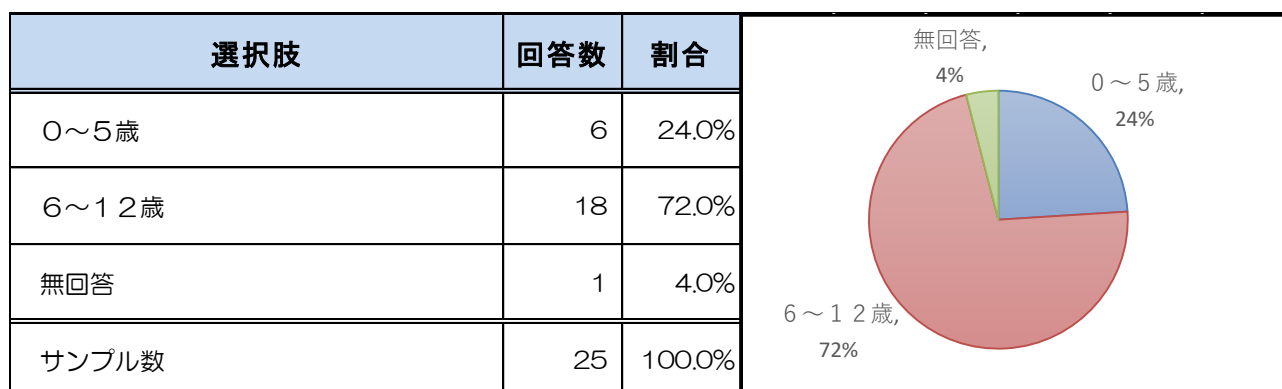 選択肢 回答数 割合
０～５歳 6 24.0%
６～１２歳 18 72.0%
無回答 1 4.0%
サンプル数 25 100.0%
無回答,
4%
０～５歳,
24%
６～１２歳,
72%